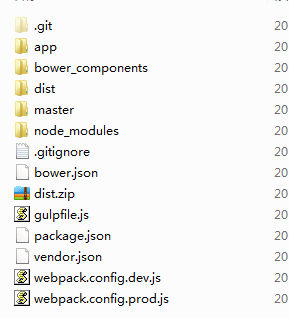 .git 20
app 20
bower_components 20
dist 20
master 20
node_modules 20
.gitignore 20
bower.json 20
dist.zip 20
gulpfile.js 20
package.json 20
vendor.json 20
webpack.config.dev.js 20
webpack.config.prod.js 20